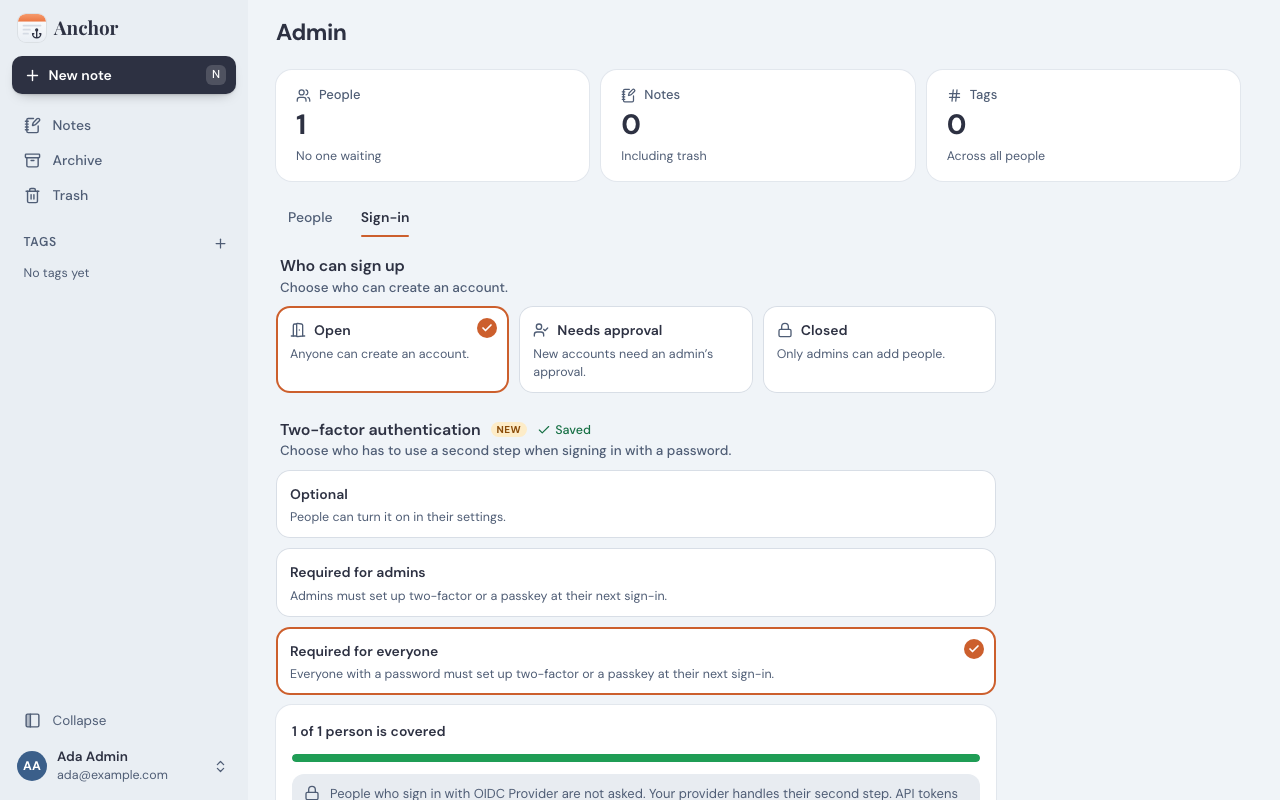 Anchor
New note
N
Notes
Archive
Trash
TAGS
No tags yet
Collapse
AA
Ada Admin
ada@example.com
Admin
People
1
No one waiting
Notes
0
Including trash
Tags
0
Across all people
People
Sign-in
Who can sign up
Choose who can create an account.
Open
Anyone can create an account.
Needs approval
New accounts need an admin's
approval.
Closed
Only admins can add people.
Two-factor authentication NEW Saved
Choose who has to use a second step when signing in with a password.
Optional
People can turn it on in their settings.
Required for admins
Admins must set up two-factor or a passkey at their next sign-in.
Required for everyone
Everyone with a password must set up two-factor or a passkey at their next sign-in.
1 of 1 person is covered
People who sign in with OIDC Provider are not asked. Your provider handles their second step. API tokens